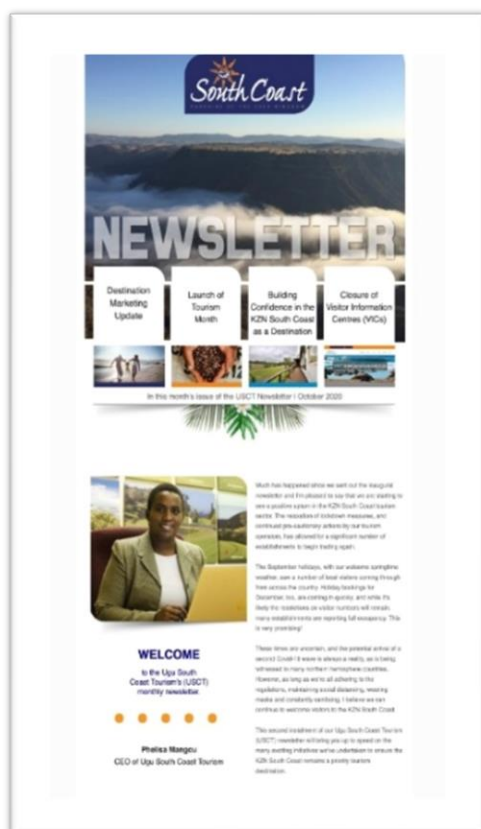 South Coast
NEWSLETTER
Destination
Marketing
Update
Launch of
Tourism
Month
Building
Confidence in the
KZN South Coast
as a Destination
Closure of
Visitor Information
Centres (VICs)
In this month's issue of the USCT Newsletter | October 2020
Much has happened since we sent out the inaugural
newsletter and I'm pleased to say that we are starting to
see a positive upturn in the KZN South Coast tourism
sector. The relaxation of lockdown measures, and
continued precautionary actions by our tourism
operators, has allowed for a significant number of
establishments to begin trading again.
The September holidays, with our welcome springtime
weather, saw a number of local visitors coming through
from across the country. Holiday bookings for
December, too, are coming in quickly, and while it's
likely the restrictions on visitor numbers will remain,
many establishments are reporting full occupancy. This
is very promising!
These times are uncertain, and the potential arrival of a
second Covid-19 wave is always a reality, as is being
witnessed in many northern hemisphere countries.
However, as long as we're all adhering to the
regulations, maintaining social distancing, wearing
masks and constantly sanitising, I believe we can
continue to welcome visitors to the KZN South Coast.
This second instalment of our Ugu South Coast Tourism
(USCT) newsletter will bring you up to speed on the
many exciting initiatives we've undertaken to ensure the
KZN South Coast remains a priority tourism
destination.
WELCOME
to the Ugu South
Coast Tourism's (USCT)
monthly newsletter.
Phelisa Mangcu
CEO of Ugu South Coast Tourism